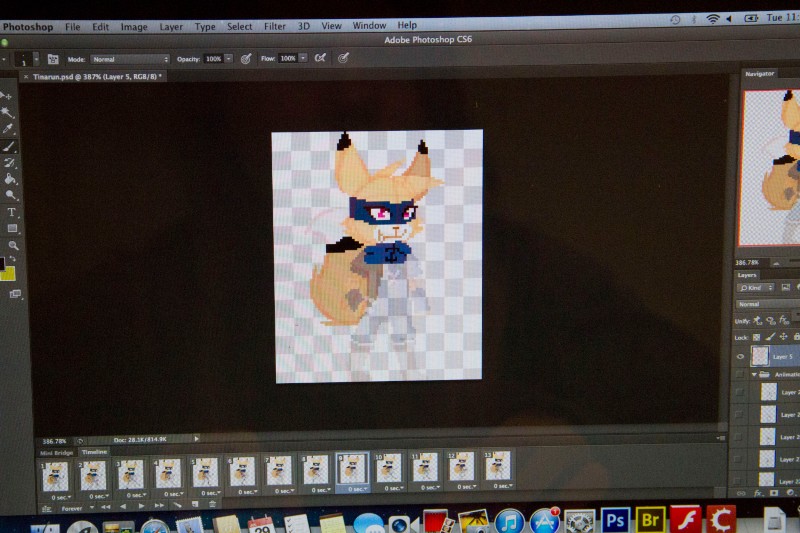 Photoshop File Edit Image Layer Type Select Filter 3D View Window Help Tue 11:
Adobe Photoshop CS6
Mode: Normal Opacity: 100% Flow: 100%
× Tinarun.psd @ 387% (Layer 5, RGB/8) *
Navigator
386.78%
Layers
Kind
Normal
Unify:
Lock:
Layer 5
Animatio
Layer 2
Layer
Layer 2
Layer
Layer 22
386.78% Doc: 28.1K/814.9K
Mini Bridge Timeline
1 2 3 4 5 6 7 8 9 10 11 12 13
0 sec. 0 sec. 0 sec. 0 sec. 0 sec. 0 sec. 0 sec. 0 sec. 0 sec. 0 sec. 0 sec. 0 sec. 0 sec.
Forever
29
Ps Br